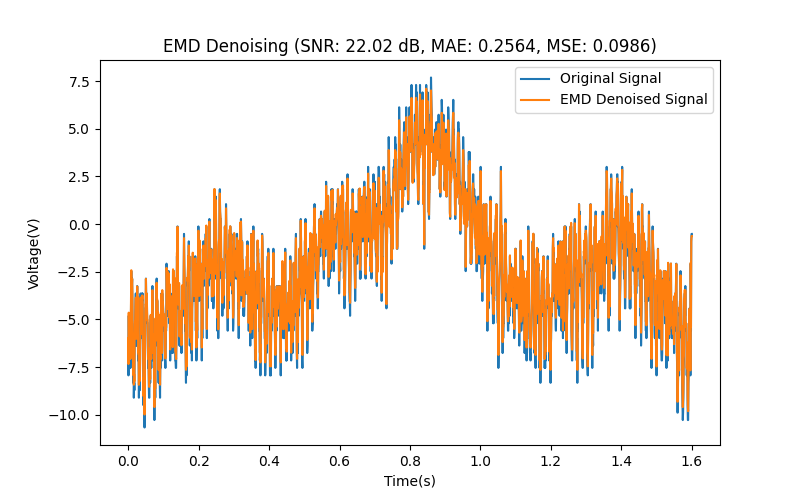 EMD Denoising (SNR: 22.02 dB, MAE: 0.2564, MSE: 0.0986)
Original Signal
EMD Denoised Signal
7.5
5.0
2.5
0.0
−2.5
−5.0
−7.5
−10.0
Voltage(V)
0.0 0.2 0.4 0.6 0.8 1.0 1.2 1.4 1.6
Time(s)